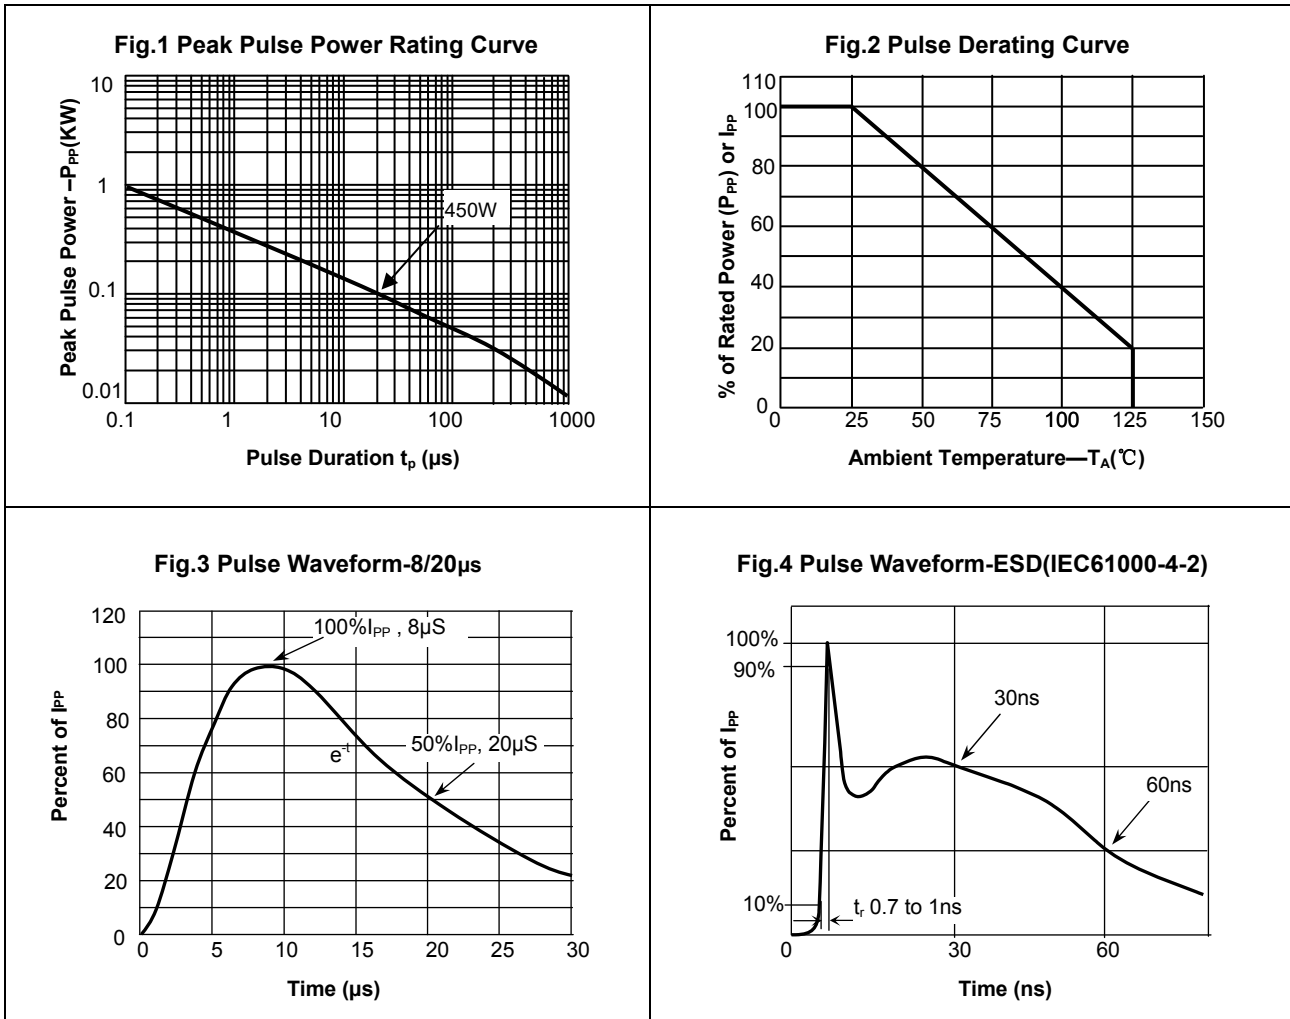 Fig.1 Peak Pulse Power Rating Curve
Peak Pulse Power –PPP(KW)
10
1
0.1
0.01
450W
0.1 1 10 100 1000
Pulse Duration tp (µs)
Fig.2 Pulse Derating Curve
% of Rated Power (PPP) or IPP
110
100
80
60
40
20
0
0 25 50 75 100 125 150
Ambient Temperature—TA(℃)
Fig.3 Pulse Waveform-8/20µs
Percent of IPP
120
100
80
60
40
20
0
100%IPP , 8µS
e-t
50%IPP, 20µS
0 5 10 15 20 25 30
Time (µs)
Fig.4 Pulse Waveform-ESD(IEC61000-4-2)
Percent of IPP
100%
90%
10%
30ns
60ns
tr 0.7 to 1ns
0 30 60
Time (ns)